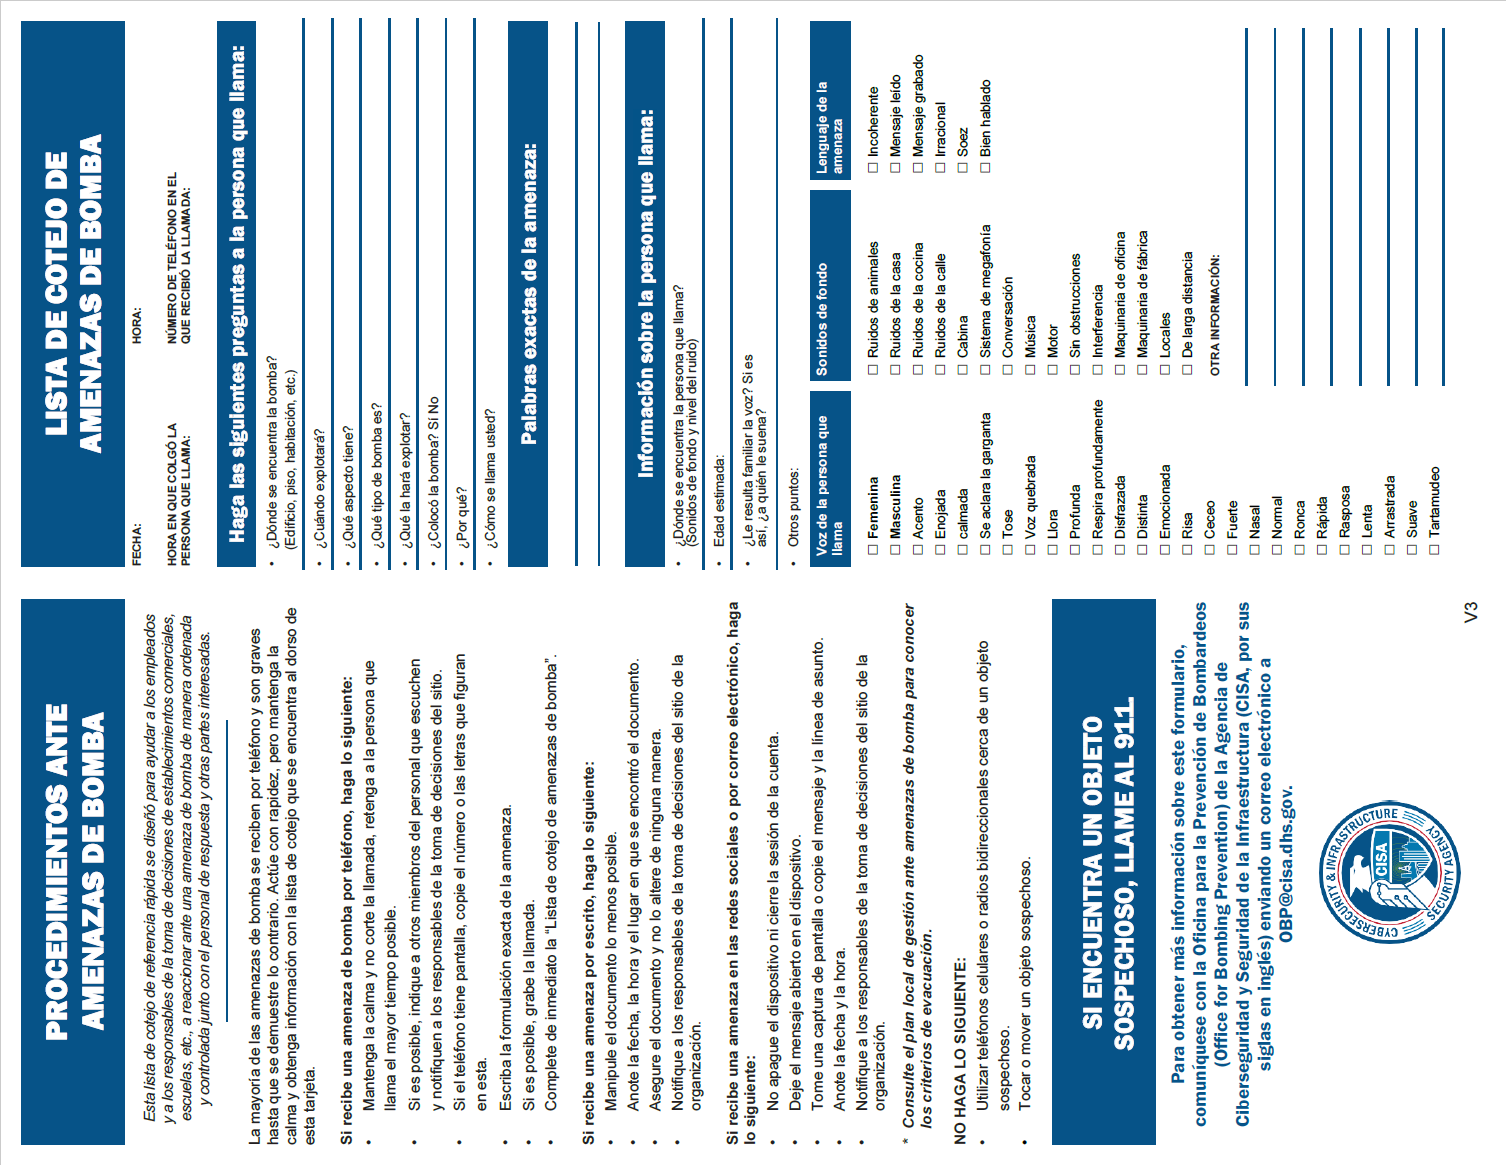 PROCEDIMIENTOS ANTE
AMENAZAS DE BOMBA
Esta lista de cotejo de referencia rápida se diseñó para ayudar a los empleados
y a los responsables de la toma de decisiones de establecimientos comerciales,
escuelas, etc., a reaccionar ante una amenaza de bomba de manera ordenada
y controlada junto con el personal de respuesta y otras partes interesadas.
La mayoría de las amenazas de bomba se reciben por teléfono y son graves
hasta que se demuestre lo contrario. Actúe con rapidez, pero mantenga la
calma y obtenga información con la lista de cotejo que se encuentra al dorso de
esta tarjeta.
Si recibe una amenaza de bomba por teléfono, haga lo siguiente:
• Mantenga la calma y no corte la llamada, retenga a la persona que
llama el mayor tiempo posible.
• Si es posible, indique a otros miembros del personal que escuchen
y notifiquen a los responsables de la toma de decisiones del sitio.
• Si el teléfono tiene pantalla, copie el número o las letras que figuran
en esta.
• Escriba la formulación exacta de la amenaza.
• Si es posible, grabe la llamada.
• Complete de inmediato la "Lista de cotejo de amenazas de bomba".
Si recibe una amenaza por escrito, haga lo siguiente:
• Manipule el documento lo menos posible.
• Anote la fecha, la hora y el lugar en que se encontró el documento.
• Asegure el documento y no lo altere de ninguna manera.
• Notifique a los responsables de la toma de decisiones del sitio de la
organización.
Si recibe una amenaza en las redes sociales o por correo electrónico, haga
lo siguiente:
• No apague el dispositivo ni cierre la sesión de la cuenta.
• Deje el mensaje abierto en el dispositivo.
• Tome una captura de pantalla o copie el mensaje y la línea de asunto.
• Anote la fecha y la hora.
• Notifique a los responsables de la toma de decisiones del sitio de la
organización.
* Consulte el plan local de gestión ante amenazas de bomba para conocer
los criterios de evacuación.
NO HAGA LO SIGUIENTE:
• Utilizar teléfonos celulares o radios bidireccionales cerca de un objeto
sospechoso.
• Tocar o mover un objeto sospechoso.
SI ENCUENTRA UN OBJETO
SOSPECHOSO, LLAME AL 911.
Para obtener más información sobre este formulario,
comuníquese con la Oficina para la Prevención de Bombardeos
(Office for Bombing Prevention) de la Agencia de
Ciberseguridad y Seguridad de la Infraestructura (CISA, por sus
siglas en inglés) enviando un correo electrónico a
OBP@cisa.dhs.gov.
CYBERSECURITY & INFRASTRUCTURE
CISA
SECURITY AGENCY
V3
LISTA DE COTEJO DE
AMENAZAS DE BOMBA
FECHA: HORA:
HORA EN QUE COLGÓ LA
PERSONA QUE LLAMA:
NÚMERO DE TELÉFONO EN EL
QUE RECIBIÓ LA LLAMADA:
Haga las siguientes preguntas a la persona que llama:
• ¿Dónde se encuentra la bomba?
(Edificio, piso, habitación, etc.)
• ¿Cuándo explotará?
• ¿Qué aspecto tiene?
• ¿Qué tipo de bomba es?
• ¿Qué la hará explotar?
• ¿Colocó la bomba? Sí No
• ¿Por qué?
• ¿Cómo se llama usted?
Palabras exactas de la amenaza:
Información sobre la persona que llama:
• ¿Dónde se encuentra la persona que llama?
(Sonidos de fondo y nivel del ruido)
• Edad estimada:
• ¿Le resulta familiar la voz? Si es
así, ¿a quién le suena?
• Otros puntos:
Voz de la persona que
llama
☐ Femenina
☐ Masculina
☐ Acento
☐ Enojada
☐ calmada
☐ Se aclara la garganta
☐ Tose
☐ Voz quebrada
☐ Llora
☐ Profunda
☐ Respira profundamente
☐ Disfrazada
☐ Distinta
☐ Emocionada
☐ Risa
☐ Ceceo
☐ Fuerte
☐ Nasal
☐ Normal
☐ Ronca
☐ Rápida
☐ Rasposa
☐ Lenta
☐ Arrastrada
☐ Suave
☐ Tartamudeo
Sonidos de fondo
☐ Ruidos de animales
☐ Ruidos de la casa
☐ Ruidos de la cocina
☐ Ruidos de la calle
☐ Cabina
☐ Sistema de megafonía
☐ Conversación
☐ Música
☐ Motor
☐ Sin obstrucciones
☐ Interferencia
☐ Maquinaria de oficina
☐ Maquinaria de fábrica
☐ Locales
☐ De larga distancia
OTRA INFORMACIÓN:
Lenguaje de la
amenaza
☐ Incoherente
☐ Mensaje leído
☐ Mensaje grabado
☐ Irracional
☐ Soez
☐ Bien hablado